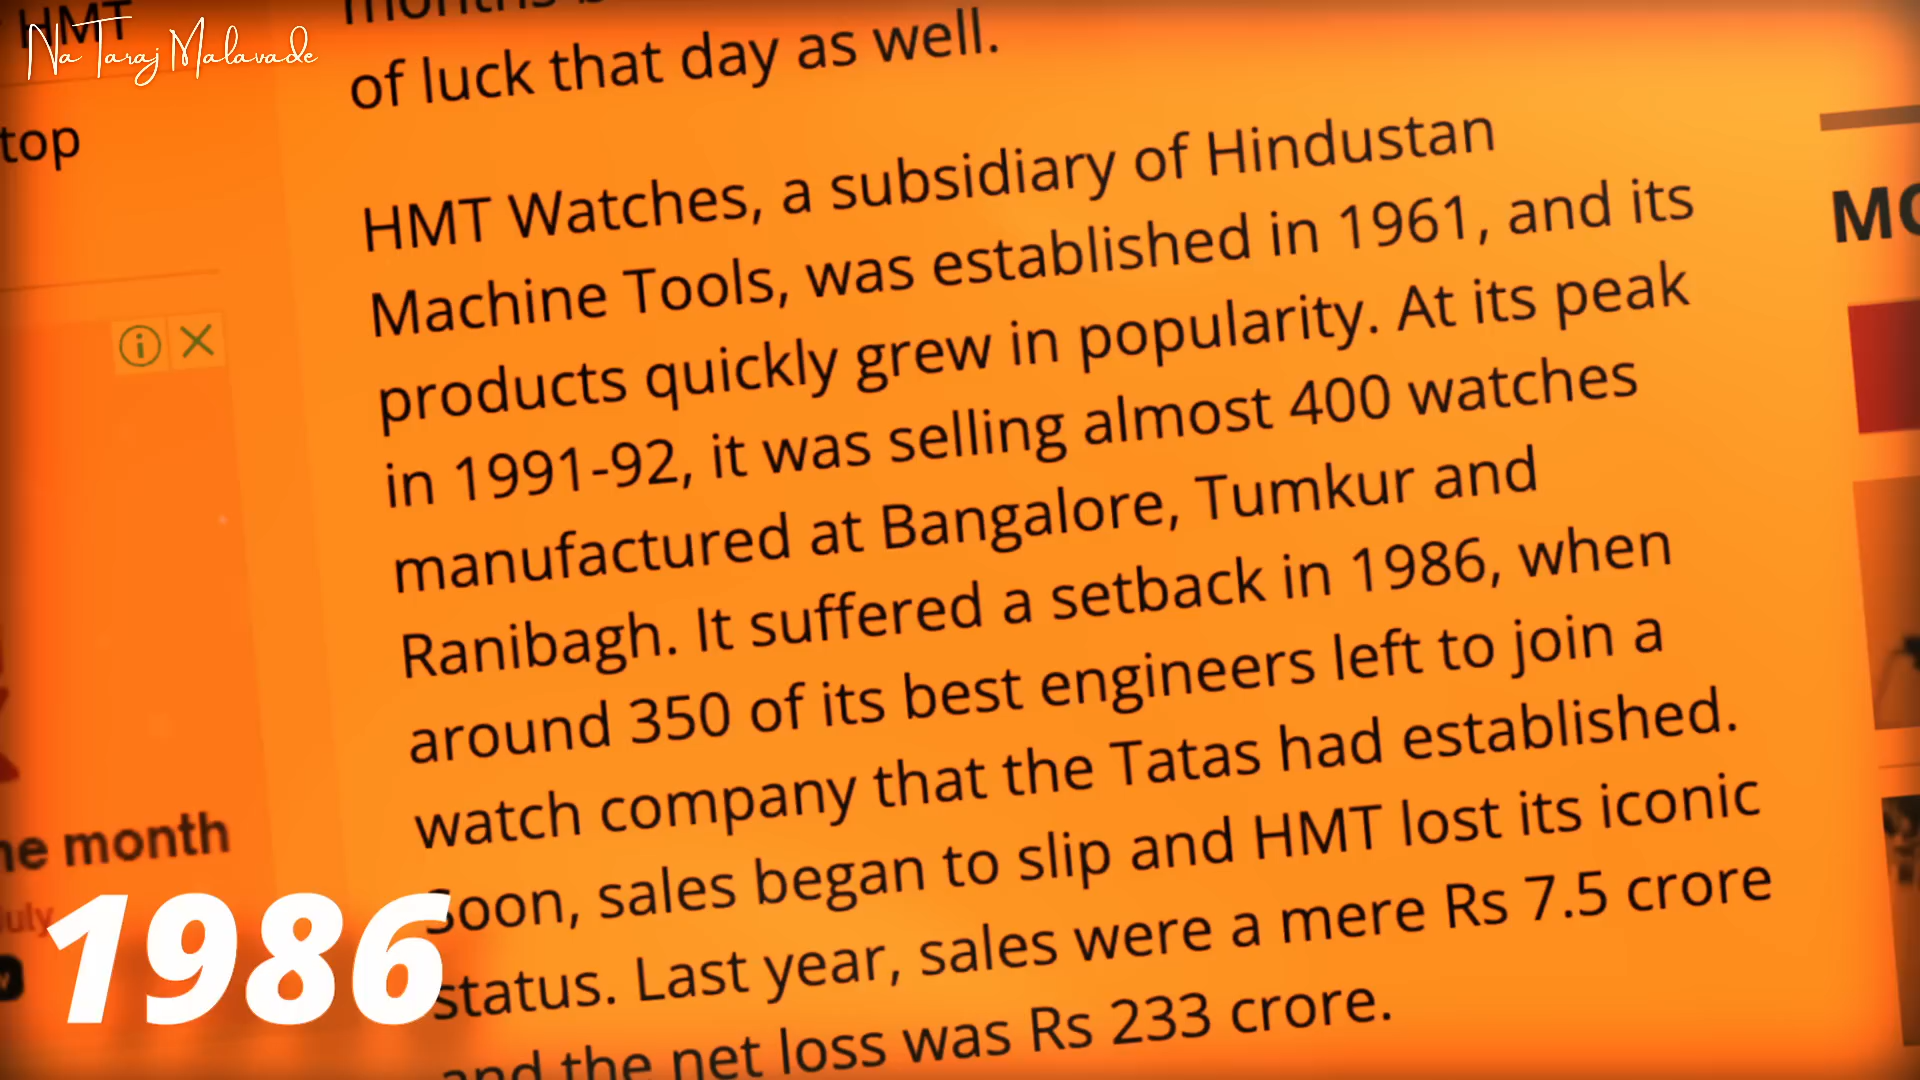 HMT
Na Taraj Malavade
top
of luck that day as well.
HMT Watches, a subsidiary of Hindustan
Machine Tools, was established in 1961, and its
products quickly grew in popularity. At its peak
in 1991-92, it was selling almost 400 watches
manufactured at Bangalore, Tumkur and
Ranibagh. It suffered a setback in 1986, when
around 350 of its best engineers left to join a
watch company that the Tatas had established.
Soon, sales began to slip and HMT lost its iconic
status. Last year, sales were a mere Rs 7.5 crore
and the net loss was Rs 233 crore.
month
July
1986